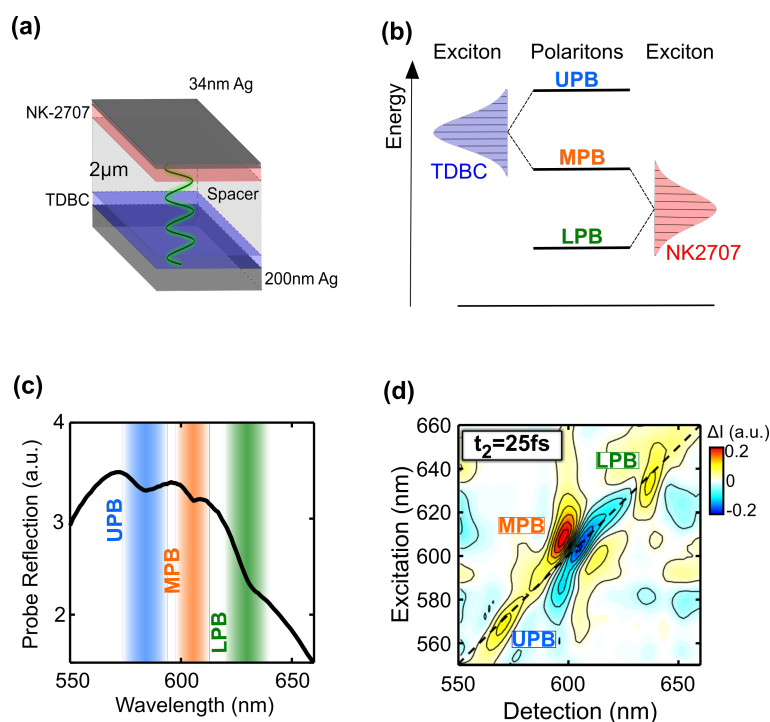 (a)
34nm Ag
NK-2707
2μm
TDBC
Spacer
200nm Ag
(b)
Exciton Polaritons Exciton
Energy
UPB
TDBC
MPB
LPB
NK2707
(c)
Probe Reflection (a.u.)
4
3
2
UPB
MPB
LPB
550 600 650
Wavelength (nm)
(d)
Excitation (nm)
660
640
620
600
580
560
t2=25fs
LPB
MPB
UPB
ΔI (a.u.)
0.2
-0.2
550 600 650
Detection (nm)